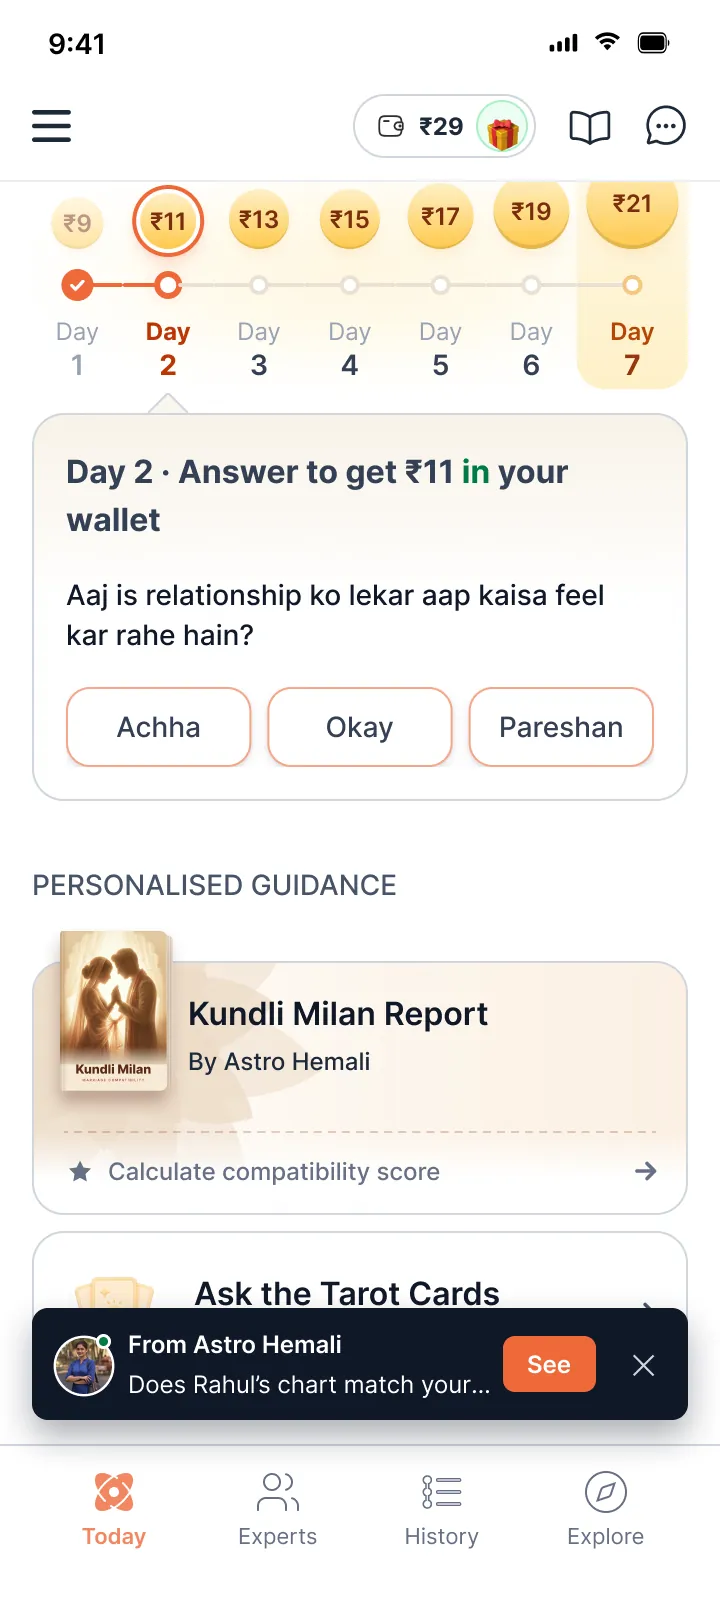 9:41
₹29
₹9 ₹11 ₹13 ₹15 ₹17 ₹19 ₹21
Day Day Day Day Day Day Day
1 2 3 4 5 6 7
Day 2 · Answer to get ₹11 in your
wallet
Aaj is relationship ko lekar aap kaisa feel
kar rahe hain?
Achha Okay Pareshan
PERSONALISED GUIDANCE
Kundli Milan
MARRIAGE COMPATIBILITY
Kundli Milan Report
By Astro Hemali
Calculate compatibility score
Ask the Tarot Cards
From Astro Hemali
Does Rahul’s chart match your...
See
Today Experts History Explore